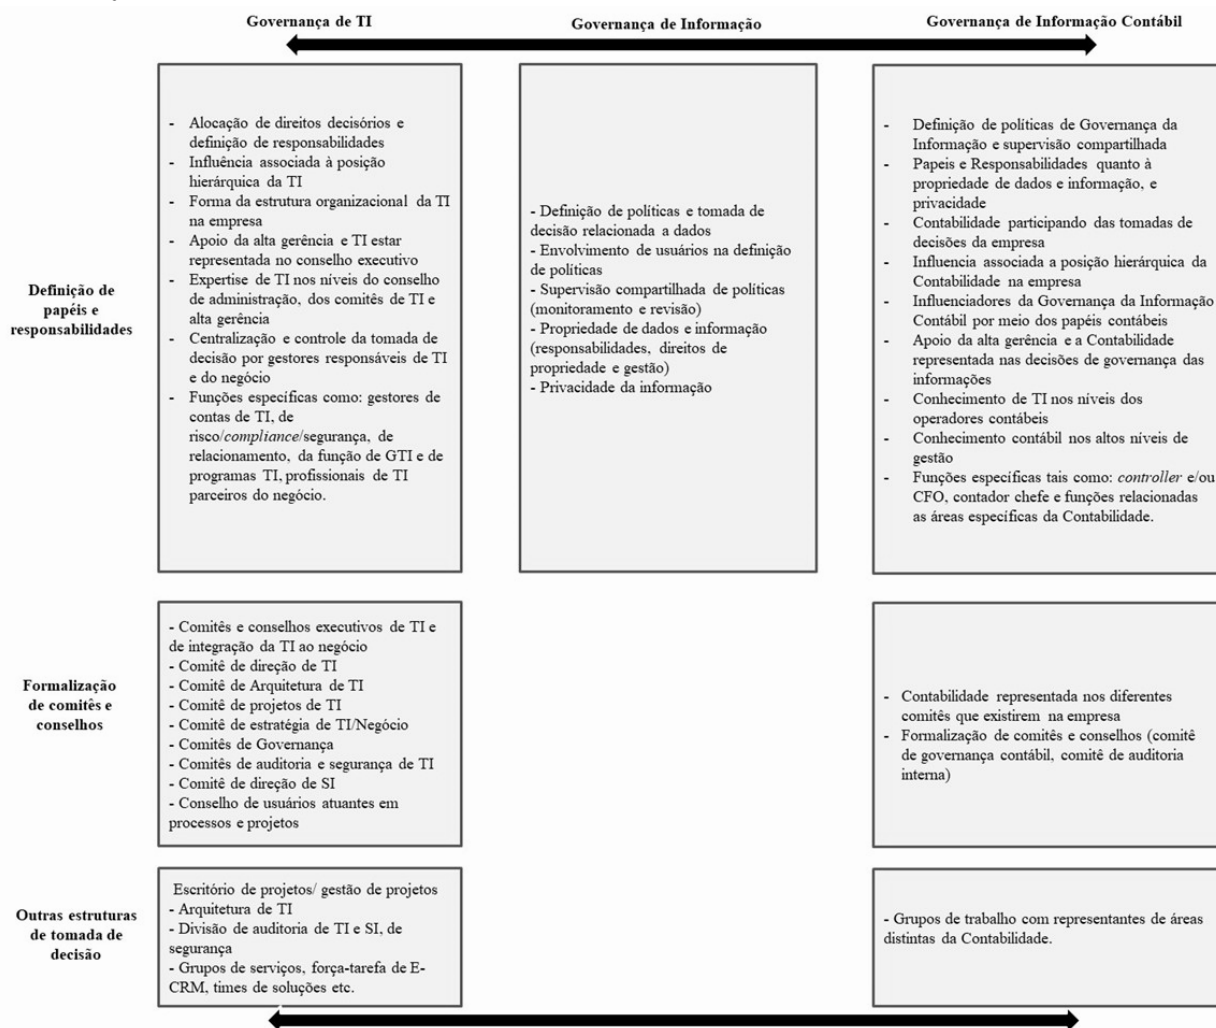 Governança de TI
Governança de Informação
Governança de Informação Contábil
Definição de
papéis e
responsabilidades
- Alocação de direitos decisórios e
definição de responsabilidades
- Influência associada à posição
hierárquica da TI
- Forma da estrutura organizacional da TI
na empresa
- Apoio da alta gerência e TI estar
representada no conselho executivo
- Expertise de TI nos níveis do conselho
de administração, dos comitês de TI e
alta gerência
- Centralização e controle da tomada de
decisão por gestores responsáveis de TI
e do negócio
- Funções específicas como: gestores de
contas de TI, de
risco/compliance/segurança, de
relacionamento, da função de GTI e de
programas TI, profissionais de TI
parceiros do negócio.
- Definição de políticas e tomada de
decisão relacionada a dados
- Envolvimento de usuários na definição
de políticas
- Supervisão compartilhada de políticas
(monitoramento e revisão)
- Propriedade de dados e informação
(responsabilidades, direitos de
propriedade e gestão)
- Privacidade da informação
- Definição de políticas de Governança da
Informação e supervisão compartilhada
- Papeis e Responsabilidades quanto à
propriedade de dados e informação, e
privacidade
- Contabilidade participando das tomadas de
decisões da empresa
- Influencia associada a posição hierárquica da
Contabilidade na empresa
- Influenciadores da Governança da Informação
Contábil por meio dos papéis contábeis
- Apoio da alta gerência e a Contabilidade
representada nas decisões de governança das
informações
- Conhecimento de TI nos níveis dos
operadores contábeis
- Conhecimento contábil nos altos níveis de
gestão
- Funções específicas tais como: controller e/ou
CFO, contador chefe e funções relacionadas
as áreas específicas da Contabilidade.
Formalização
de comitês e
conselhos
- Comitês e conselhos executivos de TI e
de integração da TI ao negócio
- Comitê de direção de TI
- Comitê de Arquitetura de TI
- Comitê de projetos de TI
- Comitê de estratégia de TI/Negócio
- Comitês de Governança
- Comitês de auditoria e segurança de TI
- Comitê de direção de SI
- Conselho de usuários atuantes em
processos e projetos
- Contabilidade representada nos diferentes
comitês que existirem na empresa
- Formalização de comitês e conselhos (comitê
de governança contábil, comitê de auditoria
interna)
Outras estruturas
de tomada de
decisão
Escritório de projetos/ gestão de projetos
- Arquitetura de TI
- Divisão de auditoria de TI e SI, de
segurança
- Grupos de serviços, força-tarefa de E-
CRM, times de soluções etc.
- Grupos de trabalho com representantes de áreas
distintas da Contabilidade.